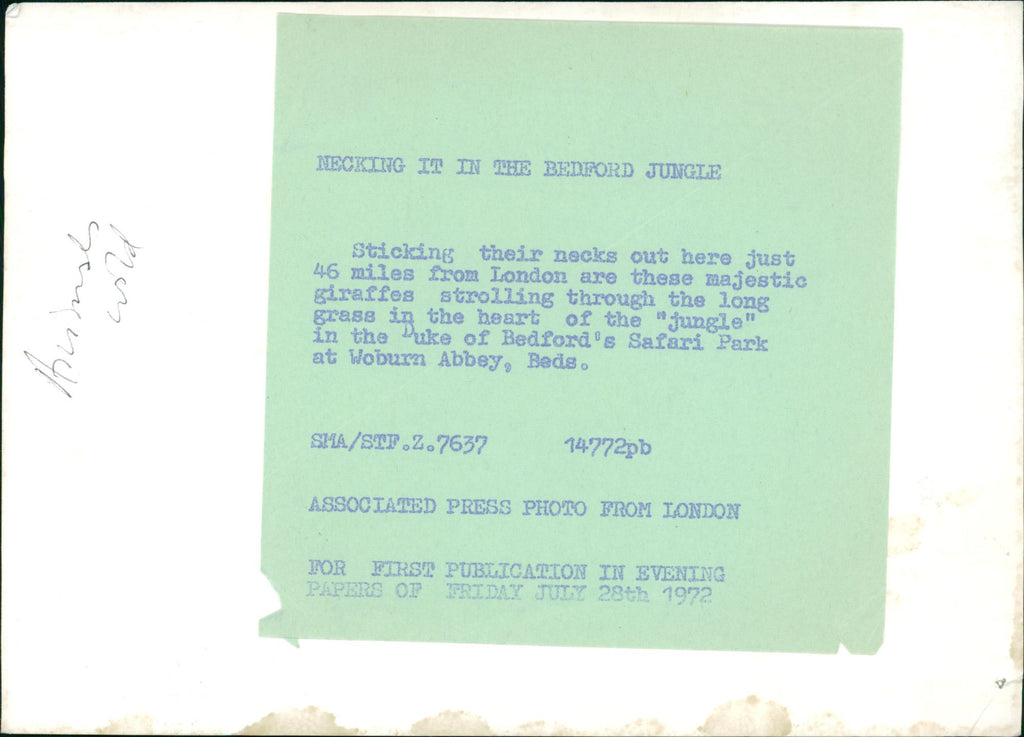 NECKING IT IN THE BEDFORD JUNGLE
Sticking their necks out here just
46 miles from London are these majestic
giraffes strolling through the long
grass in the heart of the "jungle"
in the Duke of Bedford's Safari Park
at Woburn Abbey, Beds.
SMA/STF.Z.7637 14772pb
ASSOCIATED PRESS PHOTO FROM LONDON
FOR FIRST PUBLICATION IN EVENING
PAPERS OF FRIDAY JULY 28th 1972